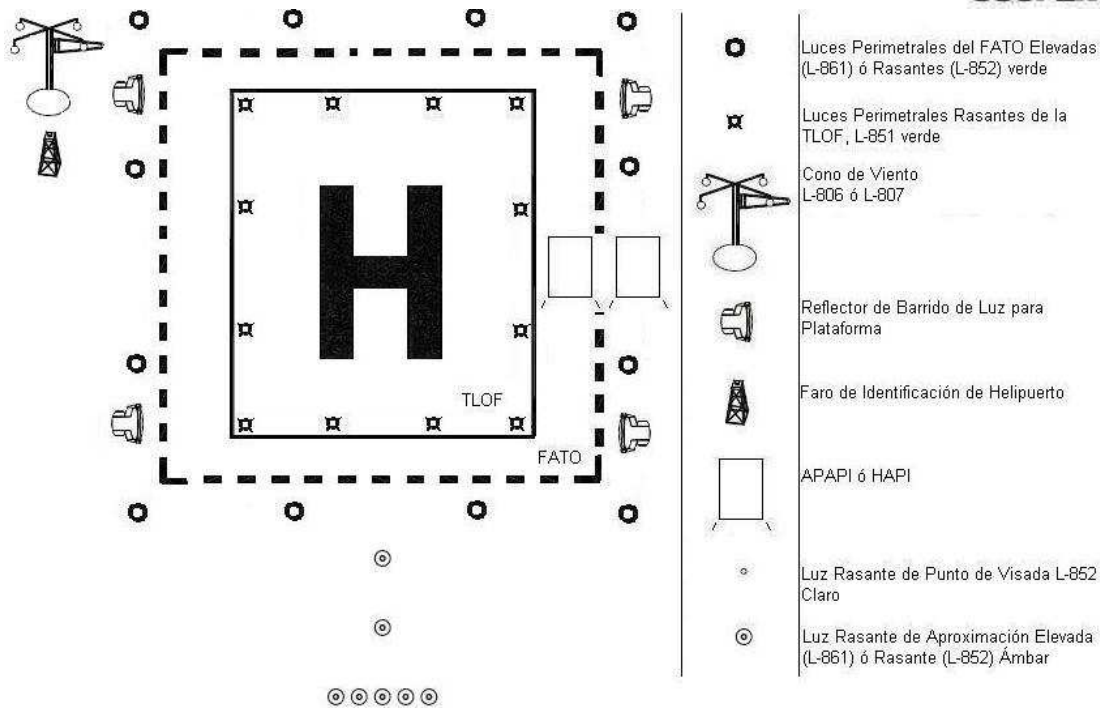 H
TLOF
FATO
Luces Perimetrales del FATO Elevadas
(L-861) ó Rasantes (L-852) verde
Luces Perimetrales Rasantes de la
TLOF, L-851 verde
Cono de Viento
L-806 ó L-807
Reflector de Barrido de Luz para
Plataforma
Faro de Identificación de Helipuerto
APAPI ó HAPI
Luz Rasante de Punto de Visada L-852
Claro
Luz Rasante de Aproximación Elevada
(L-861) ó Rasante (L-852) Ámbar